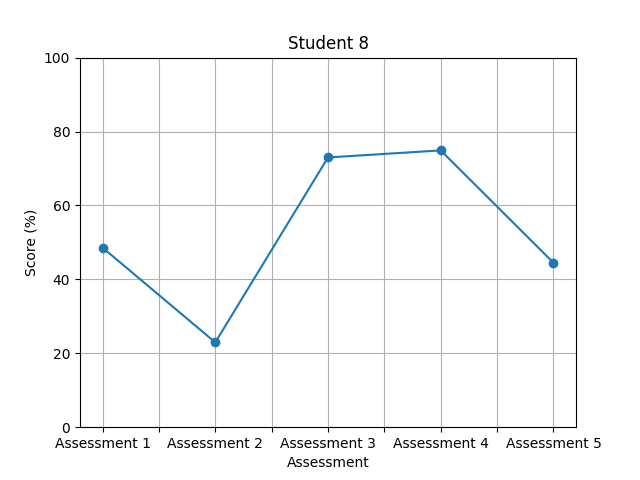 Student 8
100
80
60
40
20
0
Score (%)
Assessment 1 Assessment 2 Assessment 3 Assessment 4 Assessment 5
Assessment